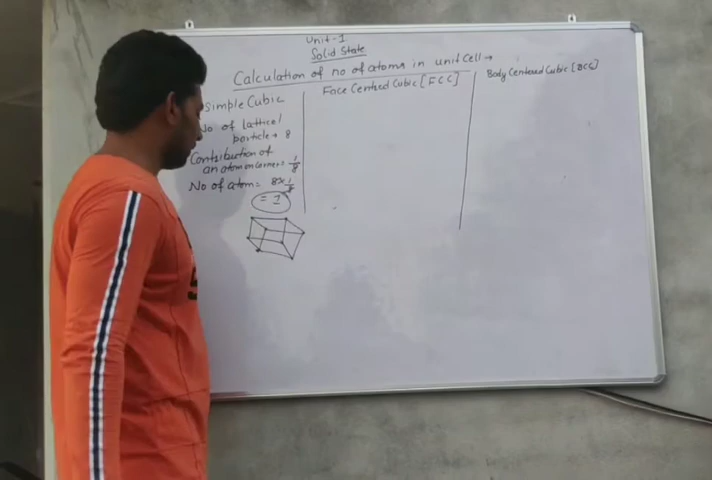 Unit-1
Solid State
Calculation of no of atoms in unit Cell →
simple Cubic
No of lattice/
particle = 8
Contribution of
an atom on corner = 1/8
No of atom = 8×1/8
= 1
Face Centred Cubic [FCC]
Body Centered Cubic [BCC]